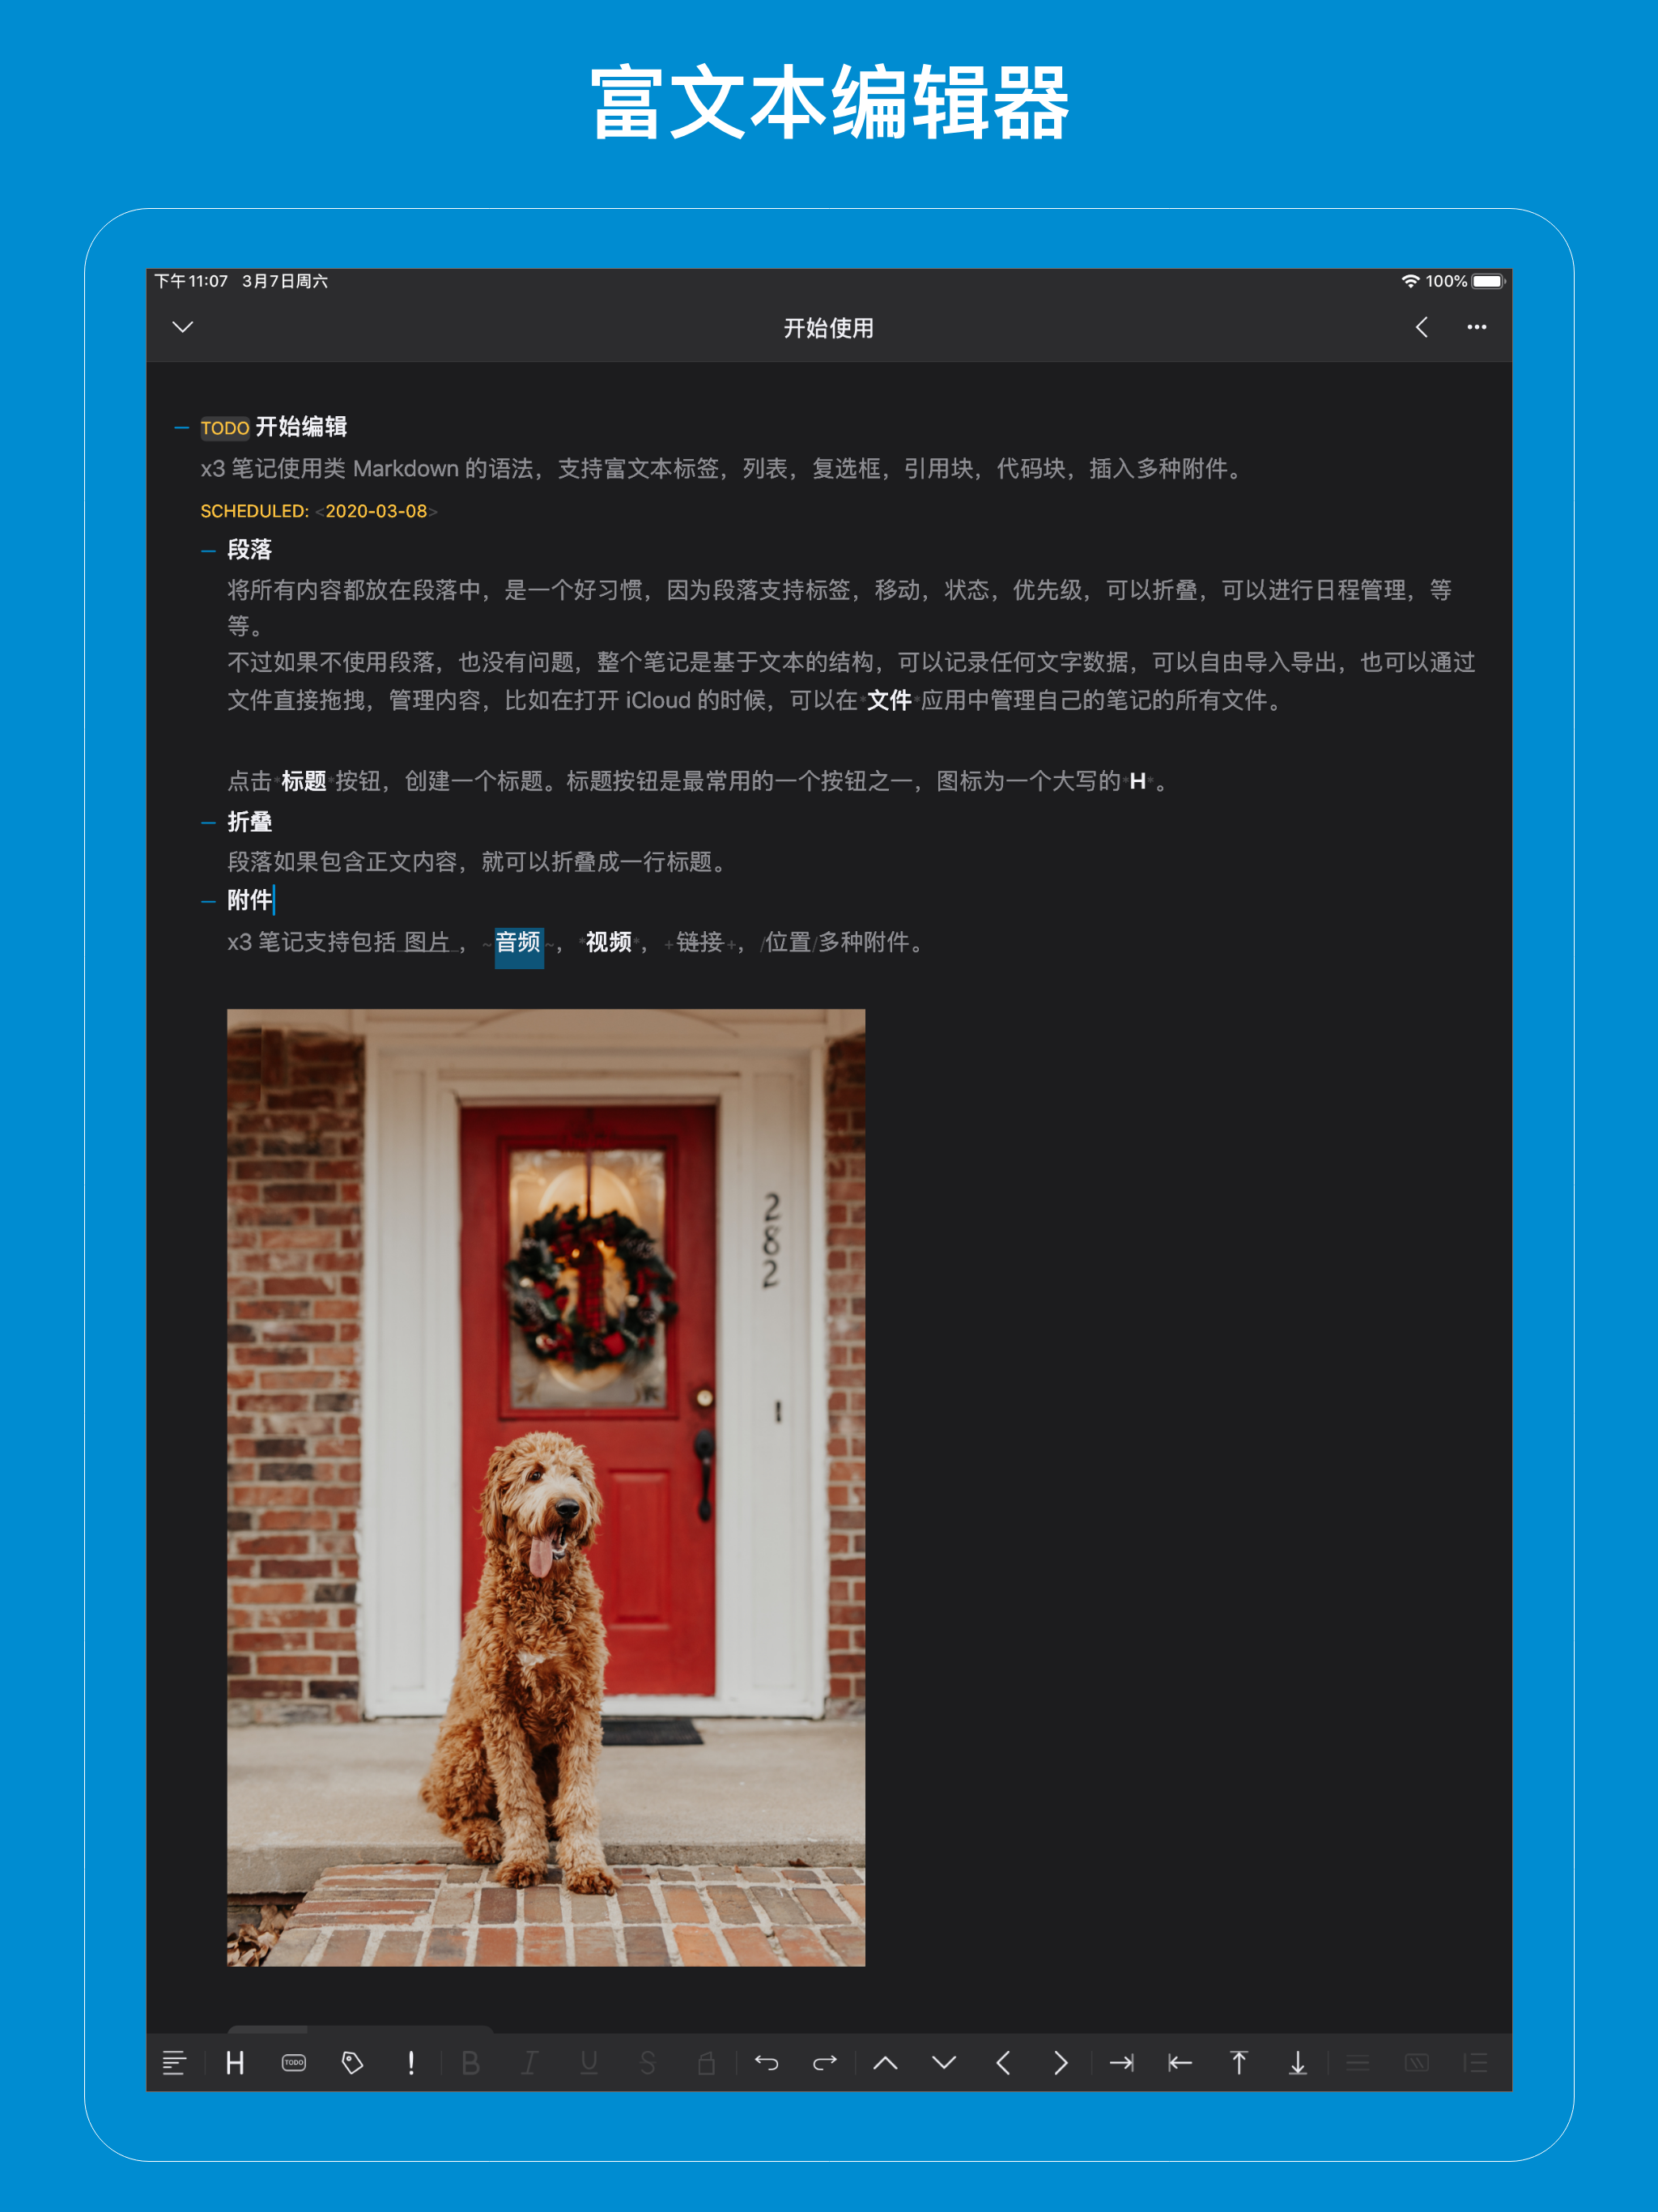 富文本编辑器
下午11:07 3月7日周六 100%
开始使用
TODO 开始编辑
x3 笔记使用类 Markdown 的语法，支持富文本标签，列表，复选框，引用块，代码块，插入多种附件。
SCHEDULED: <2020-03-08>
段落
将所有内容都放在段落中，是一个好习惯，因为段落支持标签，移动，状态，优先级，可以折叠，可以进行日程管理，等
等。
不过如果不使用段落，也没有问题，整个笔记是基于文本的结构，可以记录任何文字数据，可以自由导入导出，也可以通过
文件直接拖拽，管理内容，比如在打开 iCloud 的时候，可以在*文件*应用中管理自己的笔记的所有文件。
点击*标题*按钮，创建一个标题。标题按钮是最常用的一个按钮之一，图标为一个大写的*H*。
折叠
段落如果包含正文内容，就可以折叠成一行标题。
附件
x3 笔记支持包括_图片_，~音频~，*视频*，+链接+，/位置/多种附件。
2
8
2
H TODO ! B I U S